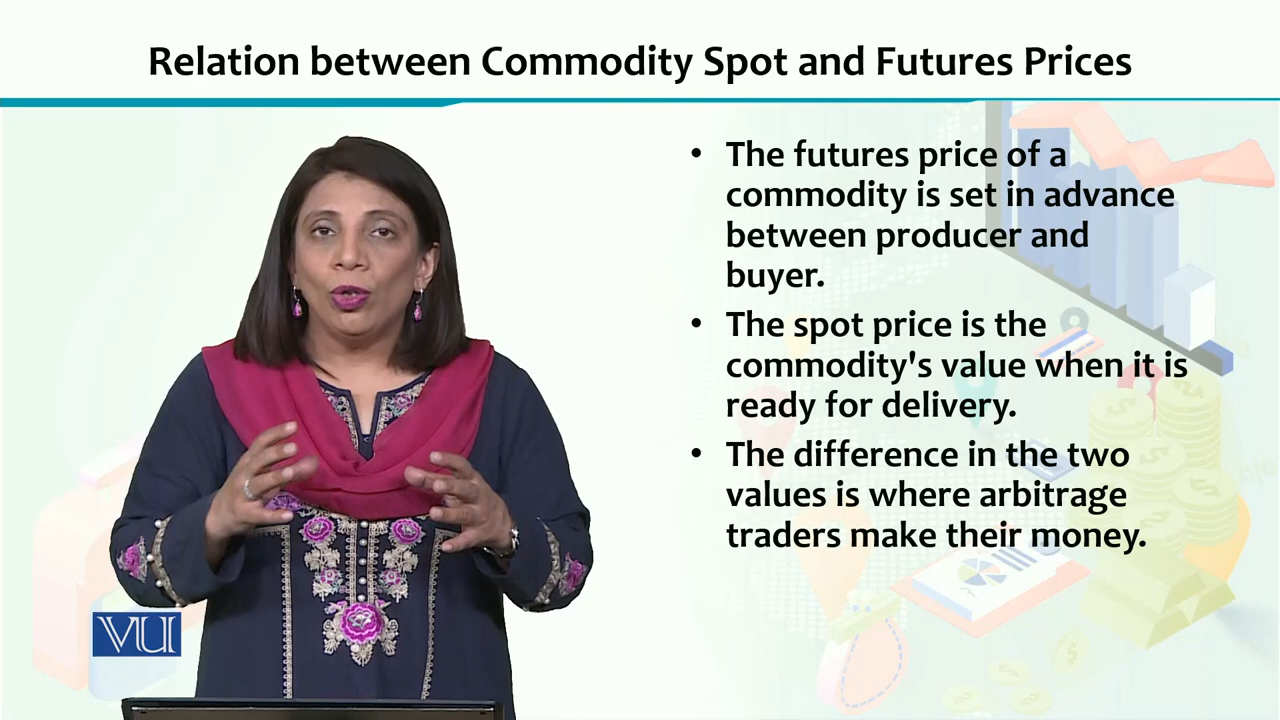 Relation between Commodity Spot and Futures Prices
• The futures price of a
commodity is set in advance
between producer and
buyer.
• The spot price is the
commodity's value when it is
ready for delivery.
• The difference in the two
values is where arbitrage
traders make their money.
VU